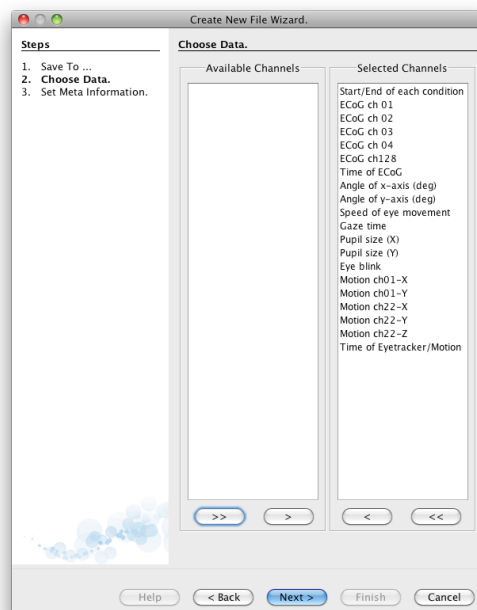 Create New File Wizard.
Steps
1. Save To ...
2. Choose Data.
3. Set Meta Information.
Choose Data.
Available Channels
>>
>
Selected Channels
Start/End of each condition
ECoG ch 01
ECoG ch 02
ECoG ch 03
ECoG ch 04
ECoG ch128
Time of ECoG
Angle of x-axis (deg)
Angle of y-axis (deg)
Speed of eye movement
Gaze time
Pupil size (X)
Pupil size (Y)
Eye blink
Motion ch01-X
Motion ch01-Y
Motion ch22-X
Motion ch22-Y
Motion ch22-Z
Time of Eyetracker/Motion
<
<<
Help
< Back
Next >
Finish
Cancel